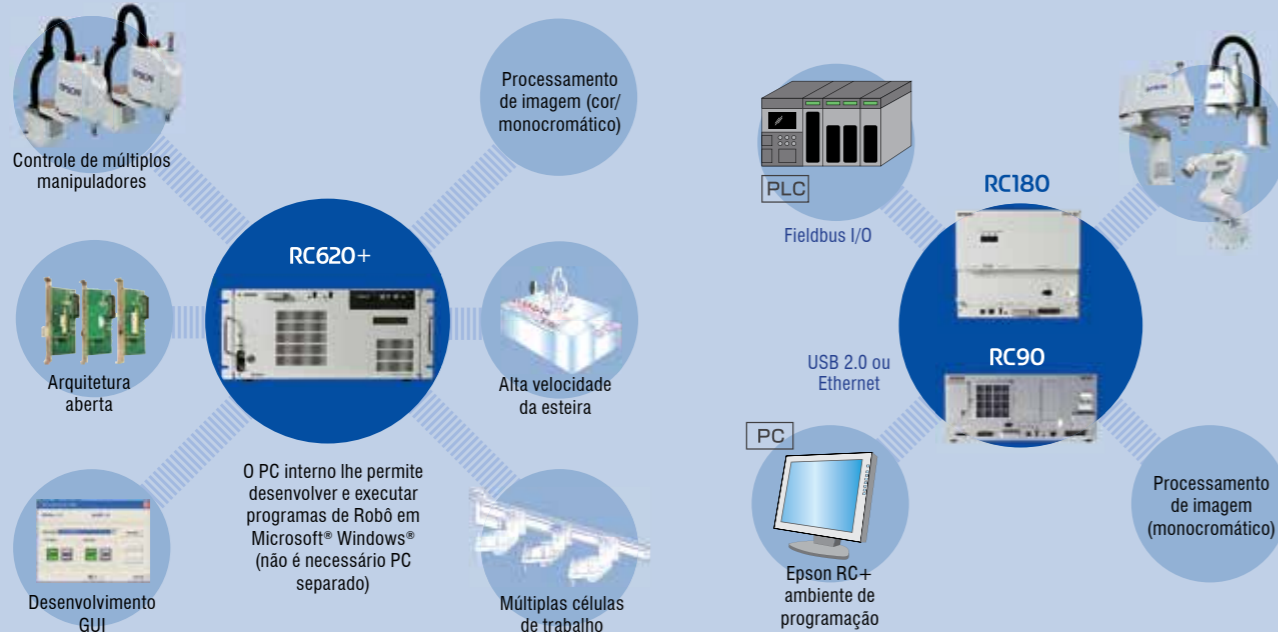 Controle de múltiplos
manipuladores
Processamento
de imagem (cor/
monocromático)
RC620+
Arquitetura
aberta
Alta velocidade
da esteira
O PC interno lhe permite
desenvolver e executar
programas de Robô em
Microsoft® Windows®
(não é necessário PC
separado)
Desenvolvimento
GUI
Múltiplas células
de trabalho
PLC
Fieldbus I/O
RC180
RC90
USB 2.0 ou
Ethernet
PC
Epson RC+
ambiente de
programação
Processamento
de imagem
(monocromático)
EPSON
EPSON